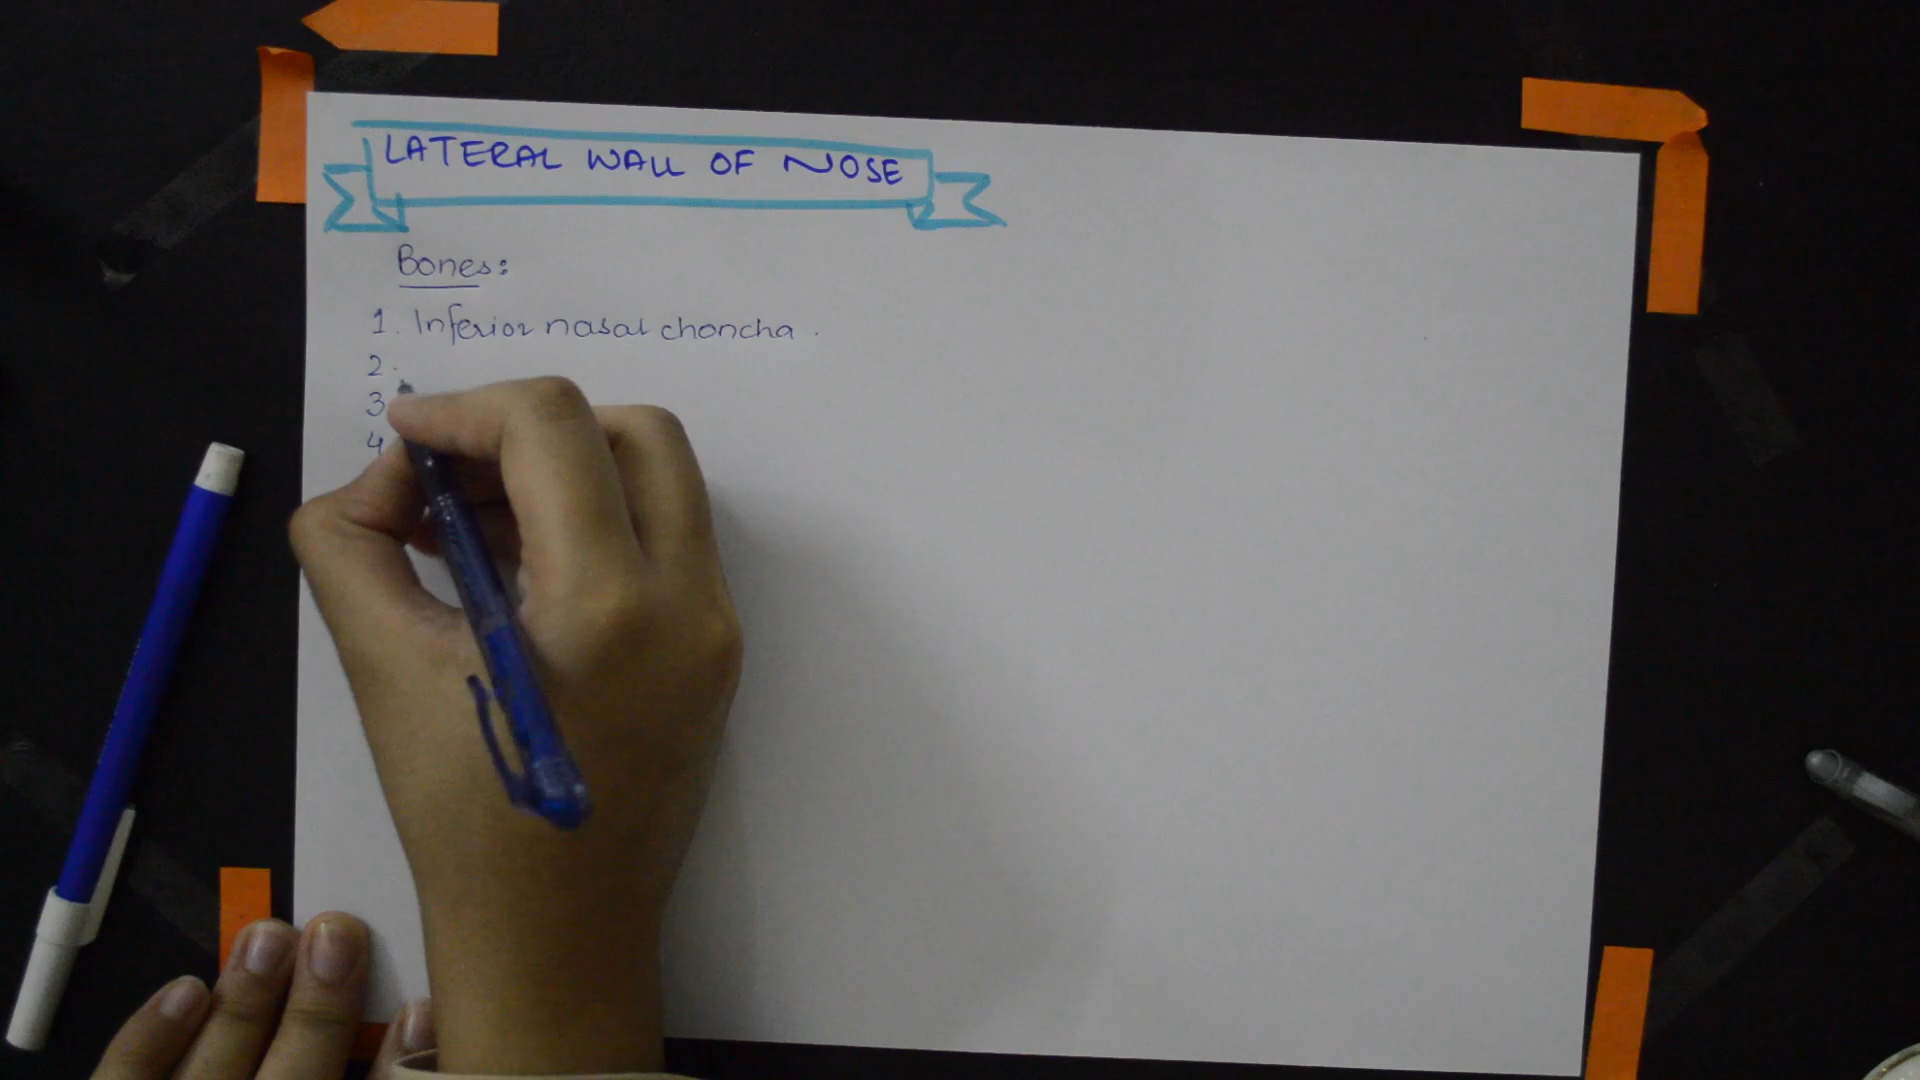 LATERAL WALL OF NOSE
Bones:
1. Inferior nasal choncha.
2.
3
4